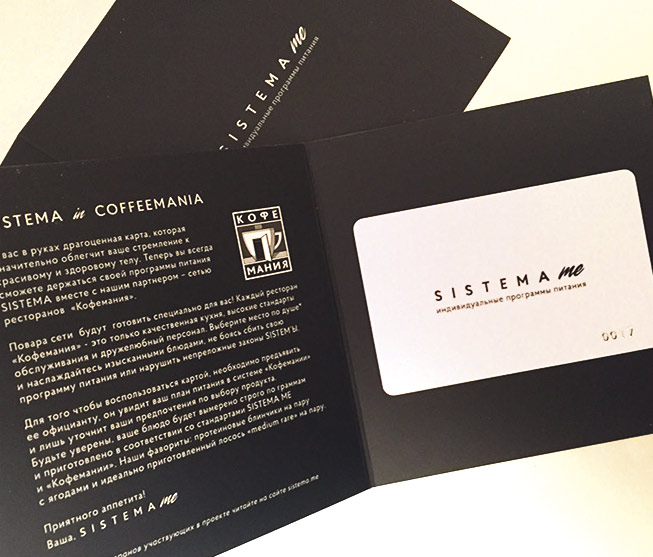 SISTEMA me
индивидуальные программы питания
STEMA in COFFEEMANIA
КОФЕ
МАНИЯ
вас в руках драгоценная карта, которая
начительно облегчит ваше стремление к
красивому и здоровому телу. Теперь вы всегда
сможете держаться своей программы питания
SISTEMA вместе с нашим партнером – сетью
ресторанов «Кофемания».
Повара сети будут готовить специально для вас! Каждый ресторан
«Кофемания» - это только качественная кухня, высокие стандарты
обслуживания и дружелюбный персонал. Выберите место по душе
и наслаждайтесь изысканными блюдами, не боясь сбить свою
программу питания или нарушить непреложные законы SISTEM'ы.
Для того чтобы воспользоваться картой, необходимо предъявить
ее официанту, он увидит ваш план питания в системе «Кофемании»
и лишь уточнит ваши предпочтения по выбору продукта.
Будьте уверены, ваше блюдо будет вымерено строго по граммам
и приготовлено в соответствии со стандартами SISTEMA ME
и «Кофемании». Наши фавориты: протеиновые блинчики на пару
с ягодами и идеально приготовленный лосось «medium rate» на пару.
Приятного аппетита!
Ваша, SISTEMA me
ранов участвующих в проекте читайте на сайте sistema.me
SISTEMA me
индивидуальные программы питания